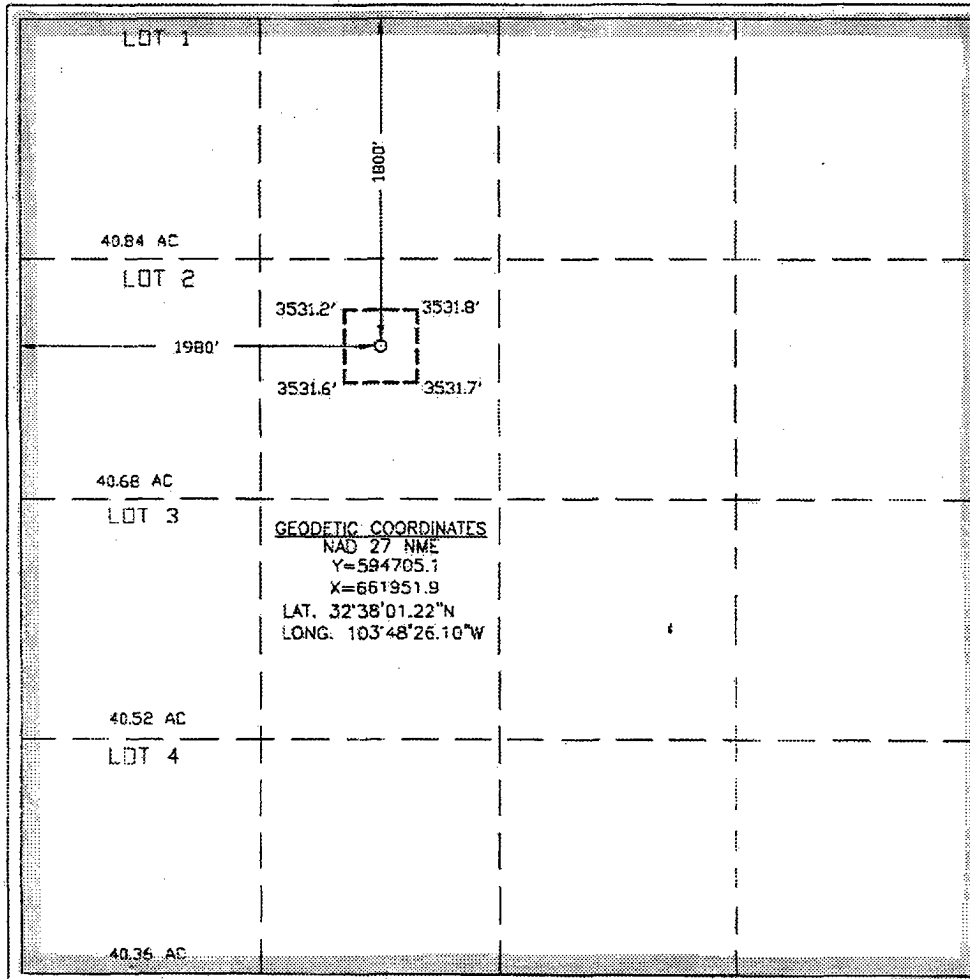 LOT 1
1800'
40.84 AC
LOT 2
3531.2' 3531.8'
1980'
3531.6' 3531.7'
40.68 AC
LOT 3
GEODETIC COORDINATES
NAD 27 NME
Y=594705.1
X=661951.9
LAT. 32°38'01.22"N
LONG. 103°48'26.10"W
40.52 AC
LOT 4
40.36 AC